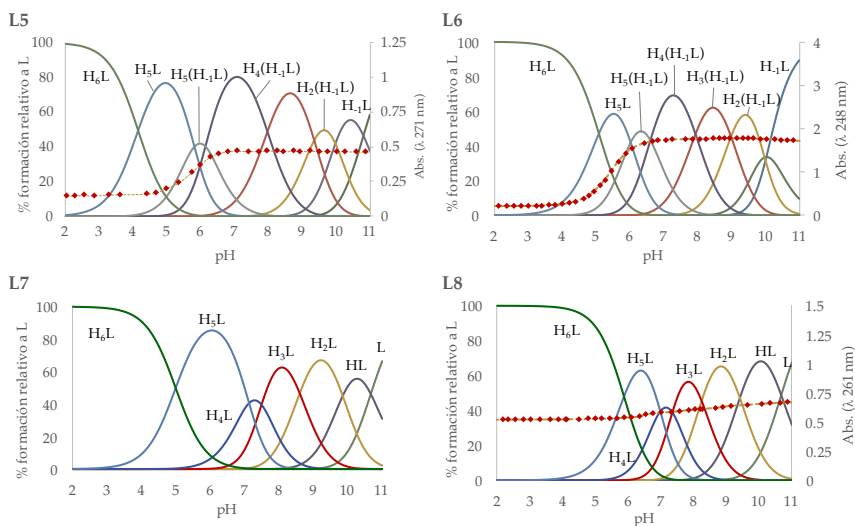 L5
% formación relativo a L
100
80
60
40
20
0
2 3 4 5 6 7 8 9 10 11
pH
1.25
1
0.75
0.5
0.25
0
Abs. (λ 271 nm)
H₆L
H₅L
H₅(H₋₁L)
H₄(H₋₁L)
H₂(H₋₁L)
H₋₁L
L6
% formación relativo a L
100
80
60
40
20
0
2 3 4 5 6 7 8 9 10 11
pH
4
3
2
1
0
Abs. (λ 248 nm)
H₆L
H₅L
H₅(H₋₁L)
H₄(H₋₁L)
H₃(H₋₁L)
H₂(H₋₁L)
H₋₁L
L7
% formación relativo a L
100
80
60
40
20
0
2 3 4 5 6 7 8 9 10 11
pH
H₆L
H₅L
H₄L
H₃L
H₂L
HL
L
L8
% formación relativo a L
100
80
60
40
20
0
2 3 4 5 6 7 8 9 10 11
pH
1.5
1
0.5
0
Abs. (λ 261 nm)
H₆L
H₅L
H₄L
H₃L
H₂L
HL
L